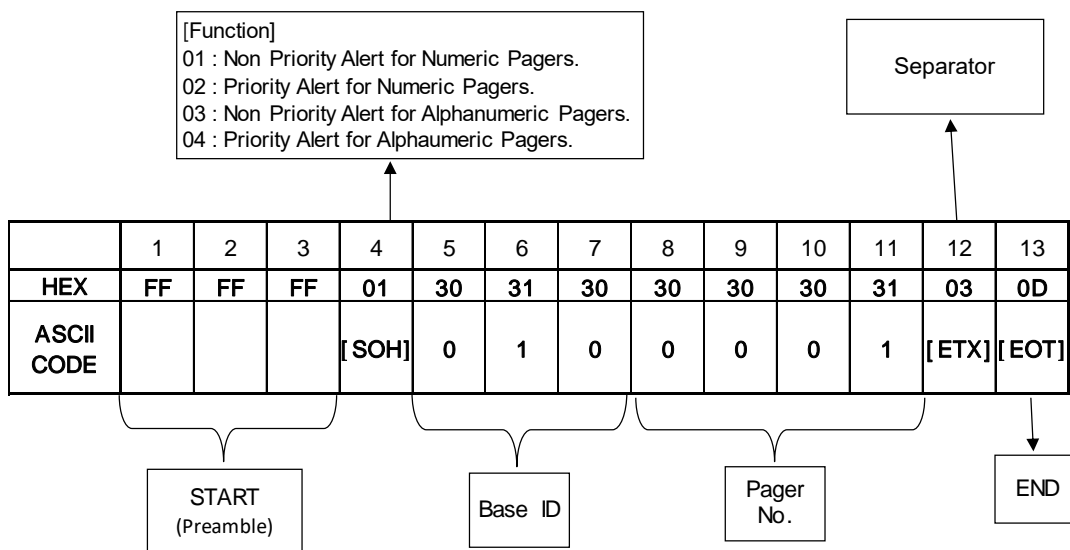 [Function]
01 : Non Priority Alert for Numeric Pagers.
02 : Priority Alert for Numeric Pagers.
03 : Non Priority Alert for Alphanumeric Pagers.
04 : Priority Alert for Alphaumeric Pagers.
Separator
1 2 3 4 5 6 7 8 9 10 11 12 13
HEX FF FF FF 01 30 31 30 30 30 30 31 03 0D
ASCII
CODE
[SOH] 0 1 0 0 0 0 1 [ETX] [EOT]
START
(Preamble)
Base ID
Pager
No.
END